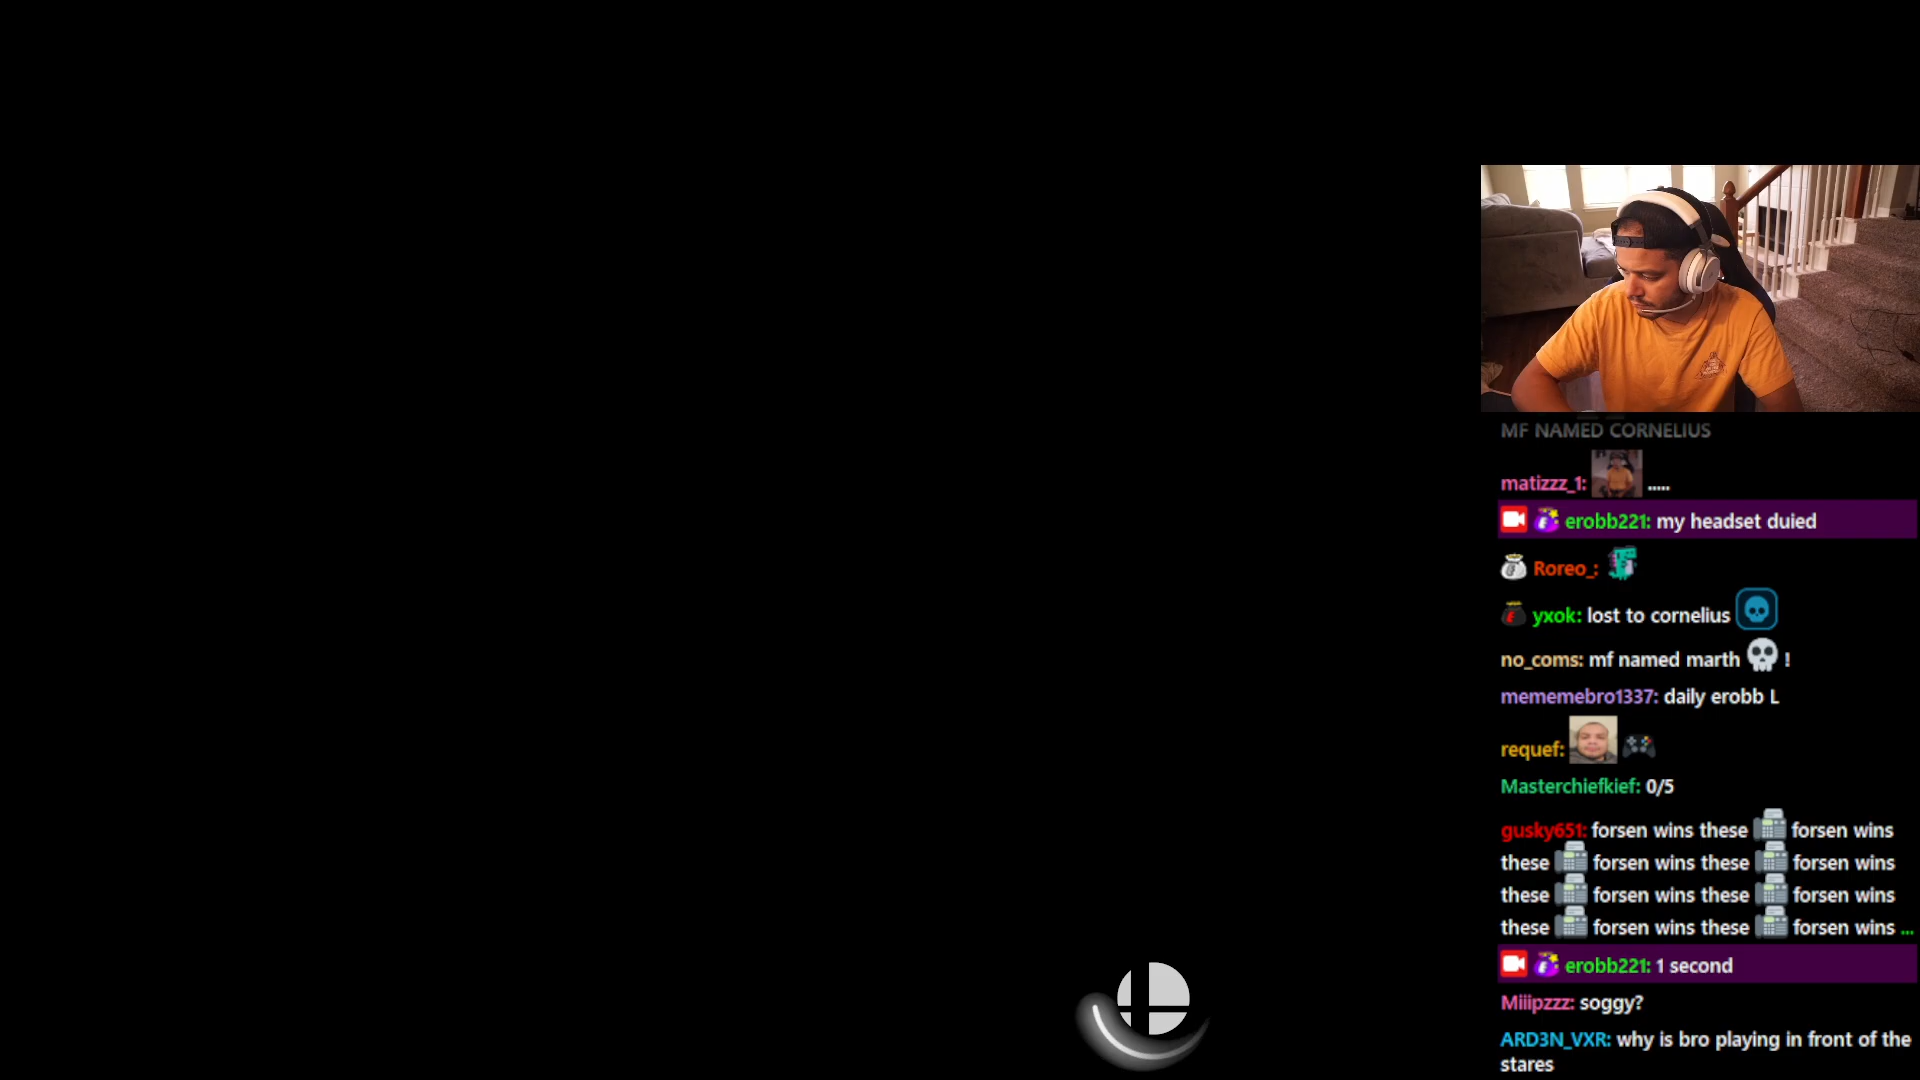 MF NAMED CORNELIUS
matizzz_1: .....
erobb221: my headset duied
Roreo_:
yxok: lost to cornelius
no_coms: mf named marth !
mememebro1337: daily erobb L
requef:
Masterchiefkief: 0/5
gusky651: forsen wins these forsen wins
these forsen wins these forsen wins
these forsen wins these forsen wins
these forsen wins these forsen wins ...
erobb221: 1 second
Miiipzzz: soggy?
ARD3N_VXR: why is bro playing in front of the
stares